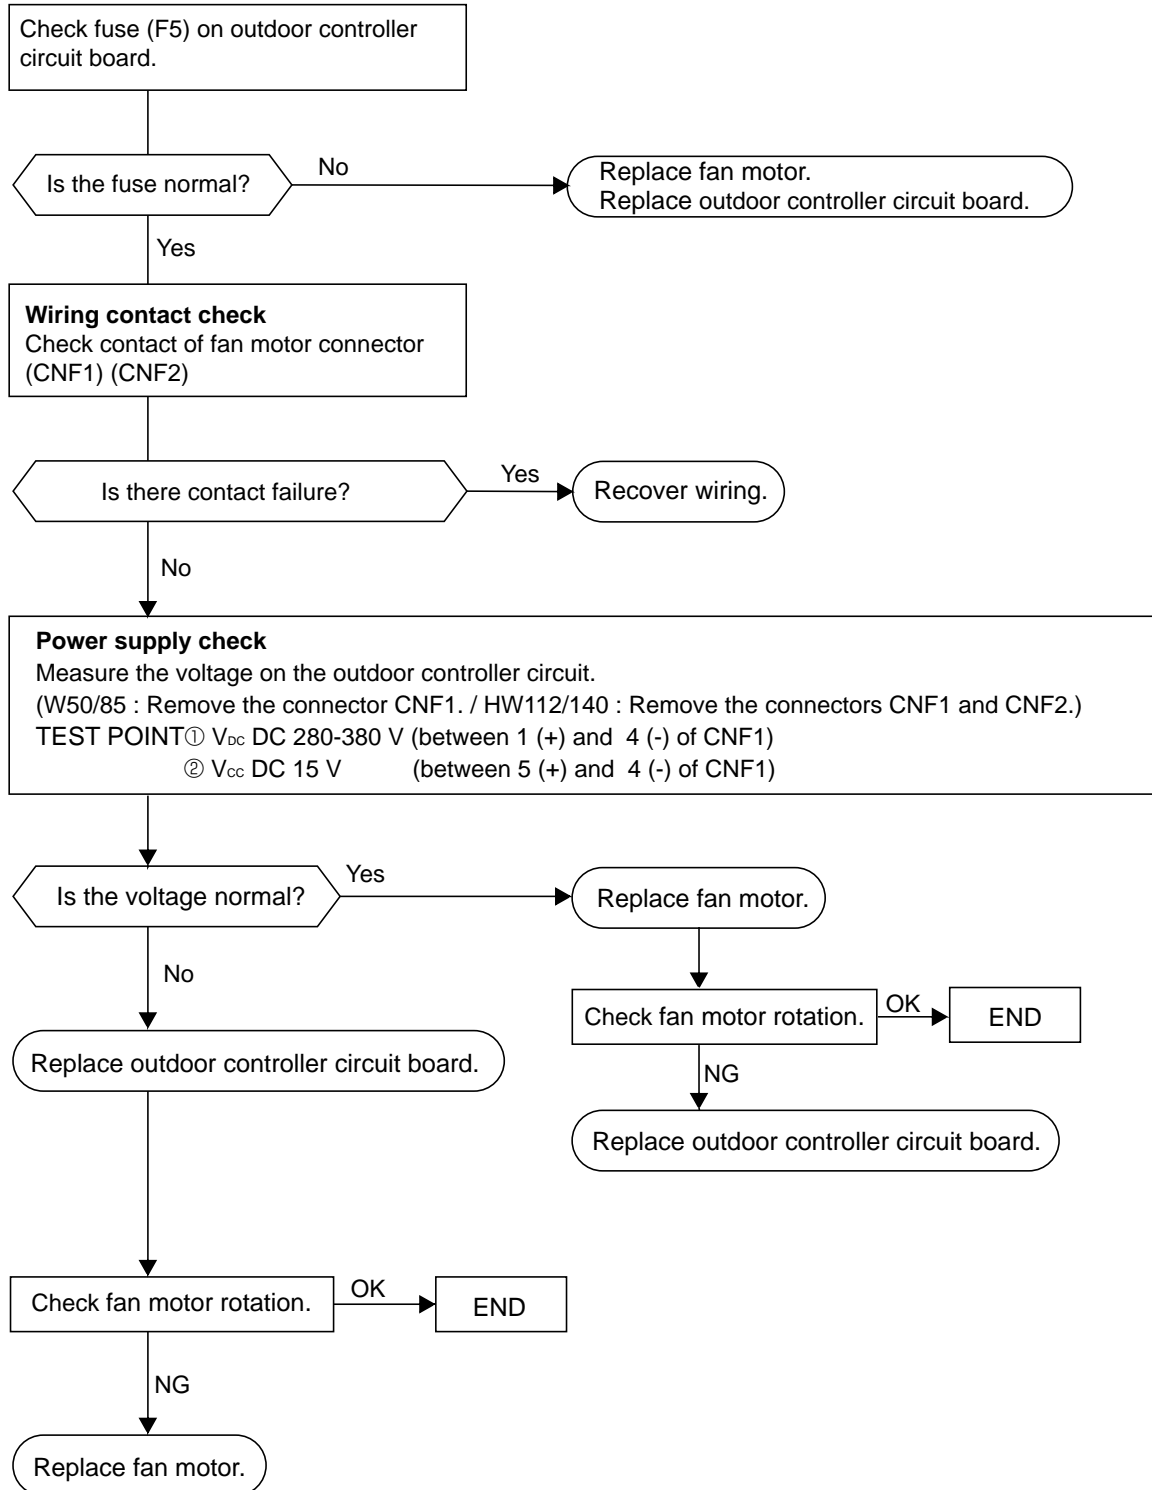 Check fuse (F5) on outdoor controller
circuit board.
Is the fuse normal?
No
Replace fan motor.
Replace outdoor controller circuit board.
Yes
Wiring contact check
Check contact of fan motor connector
(CNF1) (CNF2)
Is there contact failure?
Yes
Recover wiring.
No
Power supply check
Measure the voltage on the outdoor controller circuit.
(W50/85 : Remove the connector CNF1. / HW112/140 : Remove the connectors CNF1 and CNF2.)
TEST POINT① VDC DC 280-380 V (between 1 (+) and 4 (-) of CNF1)
② VCC DC 15 V (between 5 (+) and 4 (-) of CNF1)
Is the voltage normal?
Yes
Replace fan motor.
No
Check fan motor rotation.
OK
END
Replace outdoor controller circuit board.
NG
Replace outdoor controller circuit board.
Check fan motor rotation.
OK
END
NG
Replace fan motor.